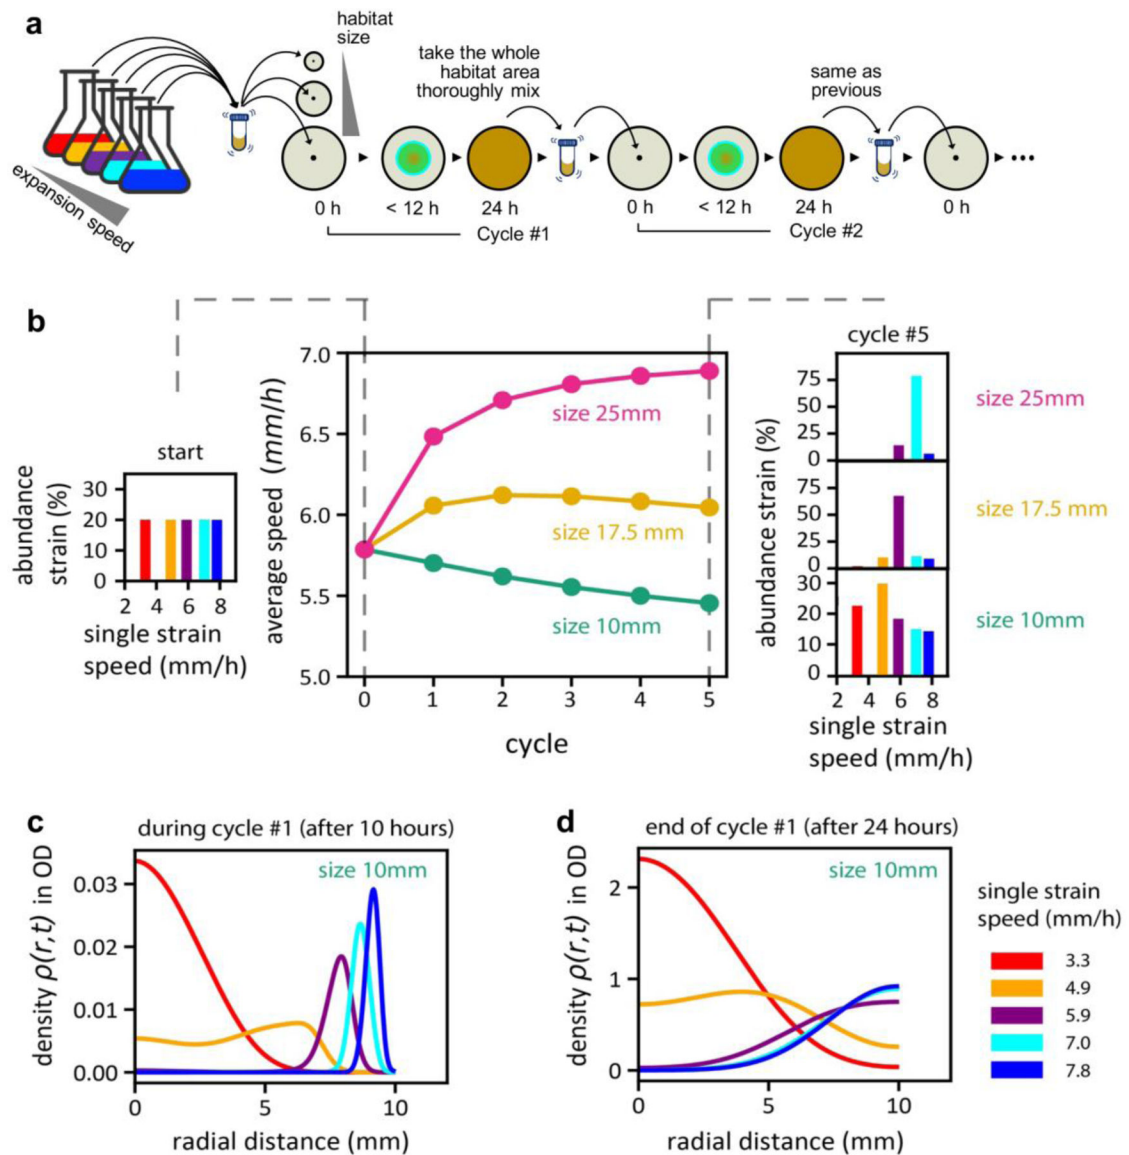 a
habitat
size
take the whole
habitat area
thoroughly mix
same as
previous
expansion speed
0 h
< 12 h
24 h
0 h
< 12 h
24 h
0 h
Cycle #1
Cycle #2
b
start
abundance
strain (%)
30
20
10
0
2 4 6 8
single strain
speed (mm/h)
average speed (mm/h)
7.0
6.5
6.0
5.5
5.0
size 25mm
size 17.5 mm
size 10mm
0 1 2 3 4 5
cycle
cycle #5
abundance strain (%)
75
50
25
0
size 25mm
50
25
0
size 17.5 mm
30
20
10
0
size 10mm
2 4 6 8
single strain
speed (mm/h)
c
during cycle #1 (after 10 hours)
size 10mm
density ρ(r,t) in OD
0.03
0.02
0.01
0.00
0 5 10
radial distance (mm)
d
end of cycle #1 (after 24 hours)
size 10mm
density ρ(r,t) in OD
2
1
0
0 5 10
radial distance (mm)
single strain
speed (mm/h)
3.3
4.9
5.9
7.0
7.8